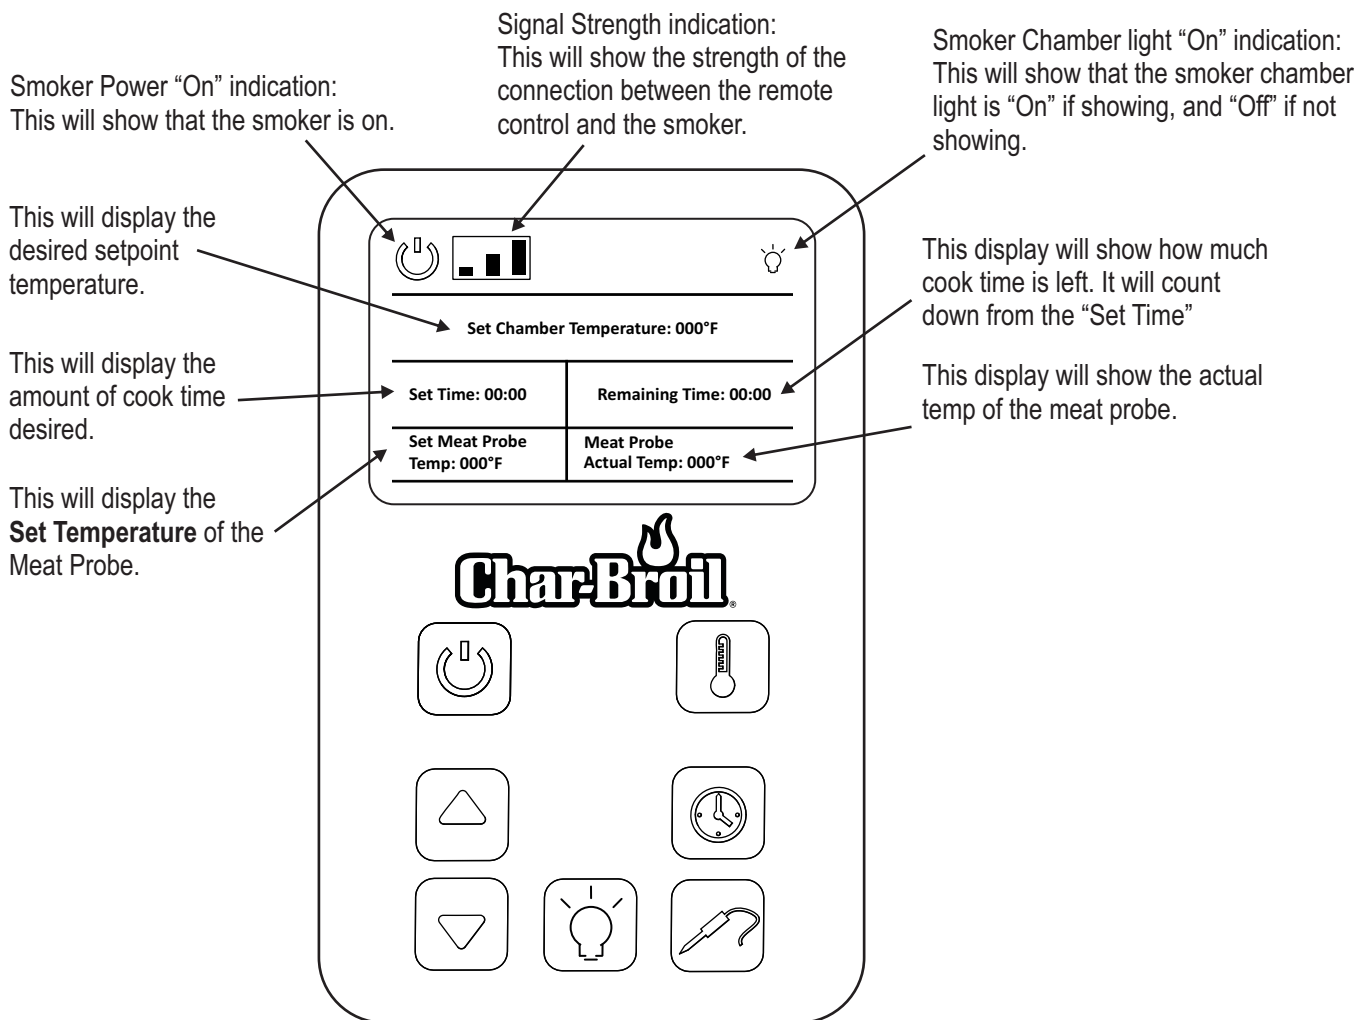 Signal Strength indication:
This will show the strength of the
connection between the remote
control and the smoker.
Smoker Chamber light “On” indication:
This will show that the smoker chamber
light is “On” if showing, and “Off” if not
showing.
Smoker Power “On” indication:
This will show that the smoker is on.
This will display the
desired setpoint
temperature.
This display will show how much
cook time is left. It will count
down from the “Set Time”
This will display the
amount of cook time
desired.
This display will show the actual
temp of the meat probe.
This will display the
Set Temperature of the
Meat Probe.
Set Chamber Temperature: 000°F
Set Time: 00:00
Remaining Time: 00:00
Set Meat Probe
Temp: 000°F
Meat Probe
Actual Temp: 000°F
Char-Broil®